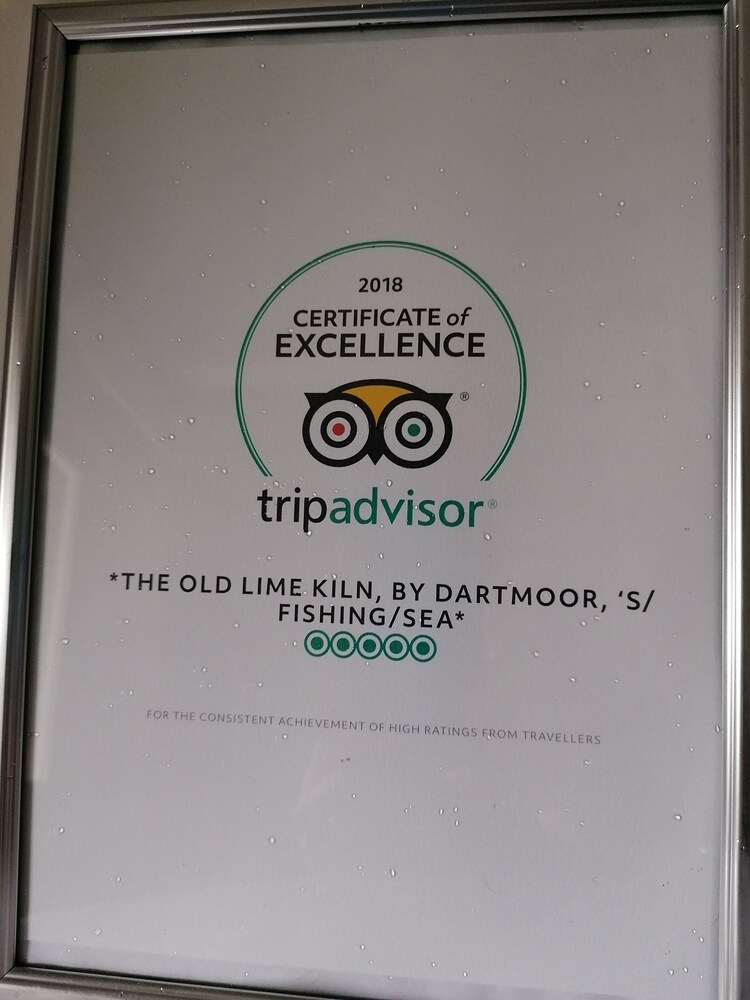 2018
CERTIFICATE of
EXCELLENCE
®
tripadvisor®
*THE OLD LIME KILN, BY DARTMOOR, ‘S/
FISHING/SEA*
FOR THE CONSISTENT ACHIEVEMENT OF HIGH RATINGS FROM TRAVELLERS